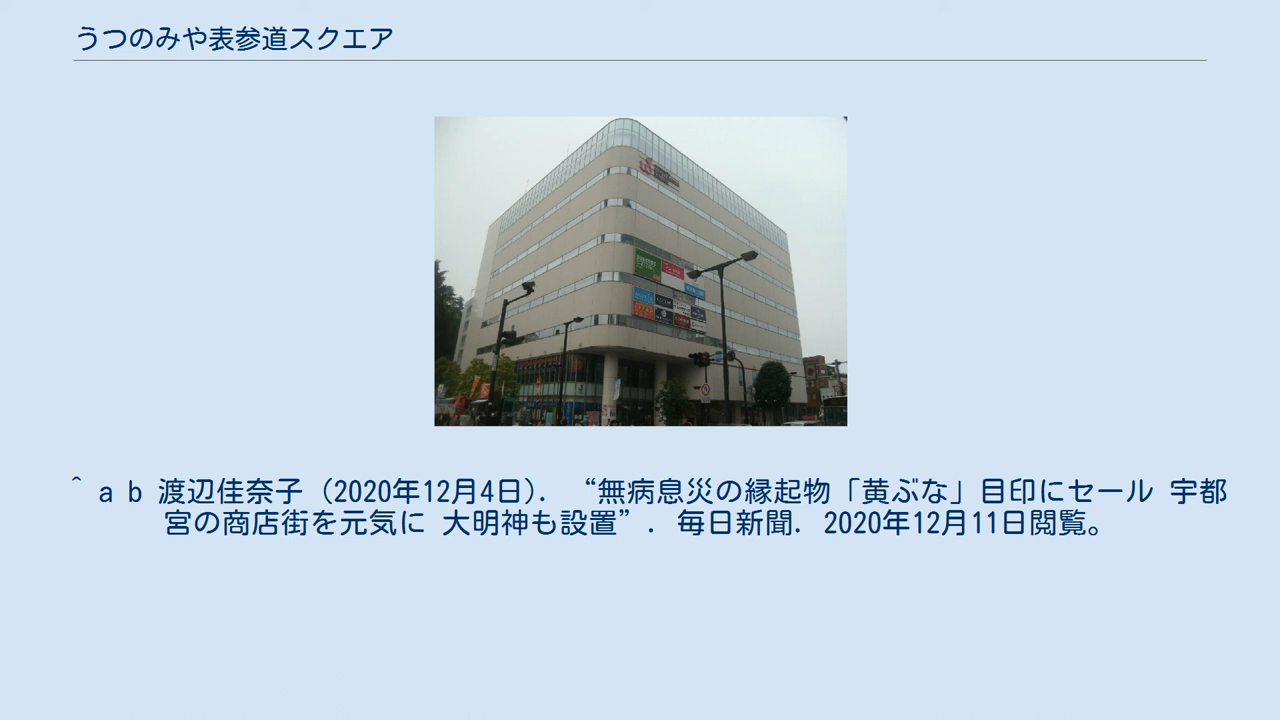 うつのみや表参道スクエア
^ a b 渡辺佳奈子 (2020年12月4日). “無病息災の縁起物「黄ぶな」目印にセール 宇都
宮の商店街を元気に 大明神も設置”. 毎日新聞. 2020年12月11日閲覧。